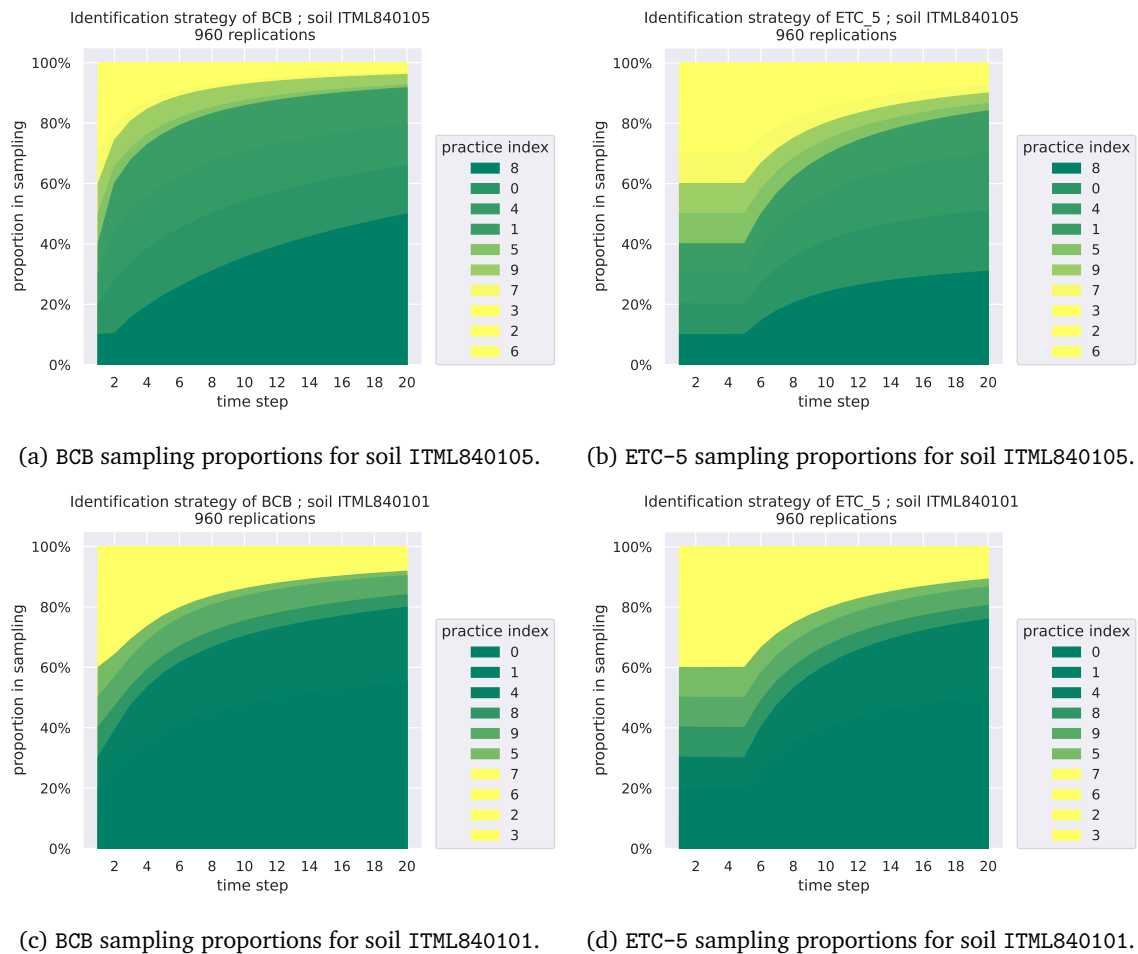 Identification strategy of BCB ; soil ITML840105
960 replications
100%
80%
60%
40%
20%
0%
proportion in sampling
2 4 6 8 10 12 14 16 18 20
time step
practice index
8
0
4
1
5
9
7
3
2
6
(a) BCB sampling proportions for soil ITML840105.
Identification strategy of ETC_5 ; soil ITML840105
960 replications
100%
80%
60%
40%
20%
0%
proportion in sampling
2 4 6 8 10 12 14 16 18 20
time step
practice index
8
0
4
1
5
9
7
3
2
6
(b) ETC-5 sampling proportions for soil ITML840105.
Identification strategy of BCB ; soil ITML840101
960 replications
100%
80%
60%
40%
20%
0%
proportion in sampling
2 4 6 8 10 12 14 16 18 20
time step
practice index
0
1
4
8
9
5
7
6
2
3
(c) BCB sampling proportions for soil ITML840101.
Identification strategy of ETC_5 ; soil ITML840101
960 replications
100%
80%
60%
40%
20%
0%
proportion in sampling
2 4 6 8 10 12 14 16 18 20
time step
practice index
0
1
4
8
9
5
7
6
2
3
(d) ETC-5 sampling proportions for soil ITML840101.